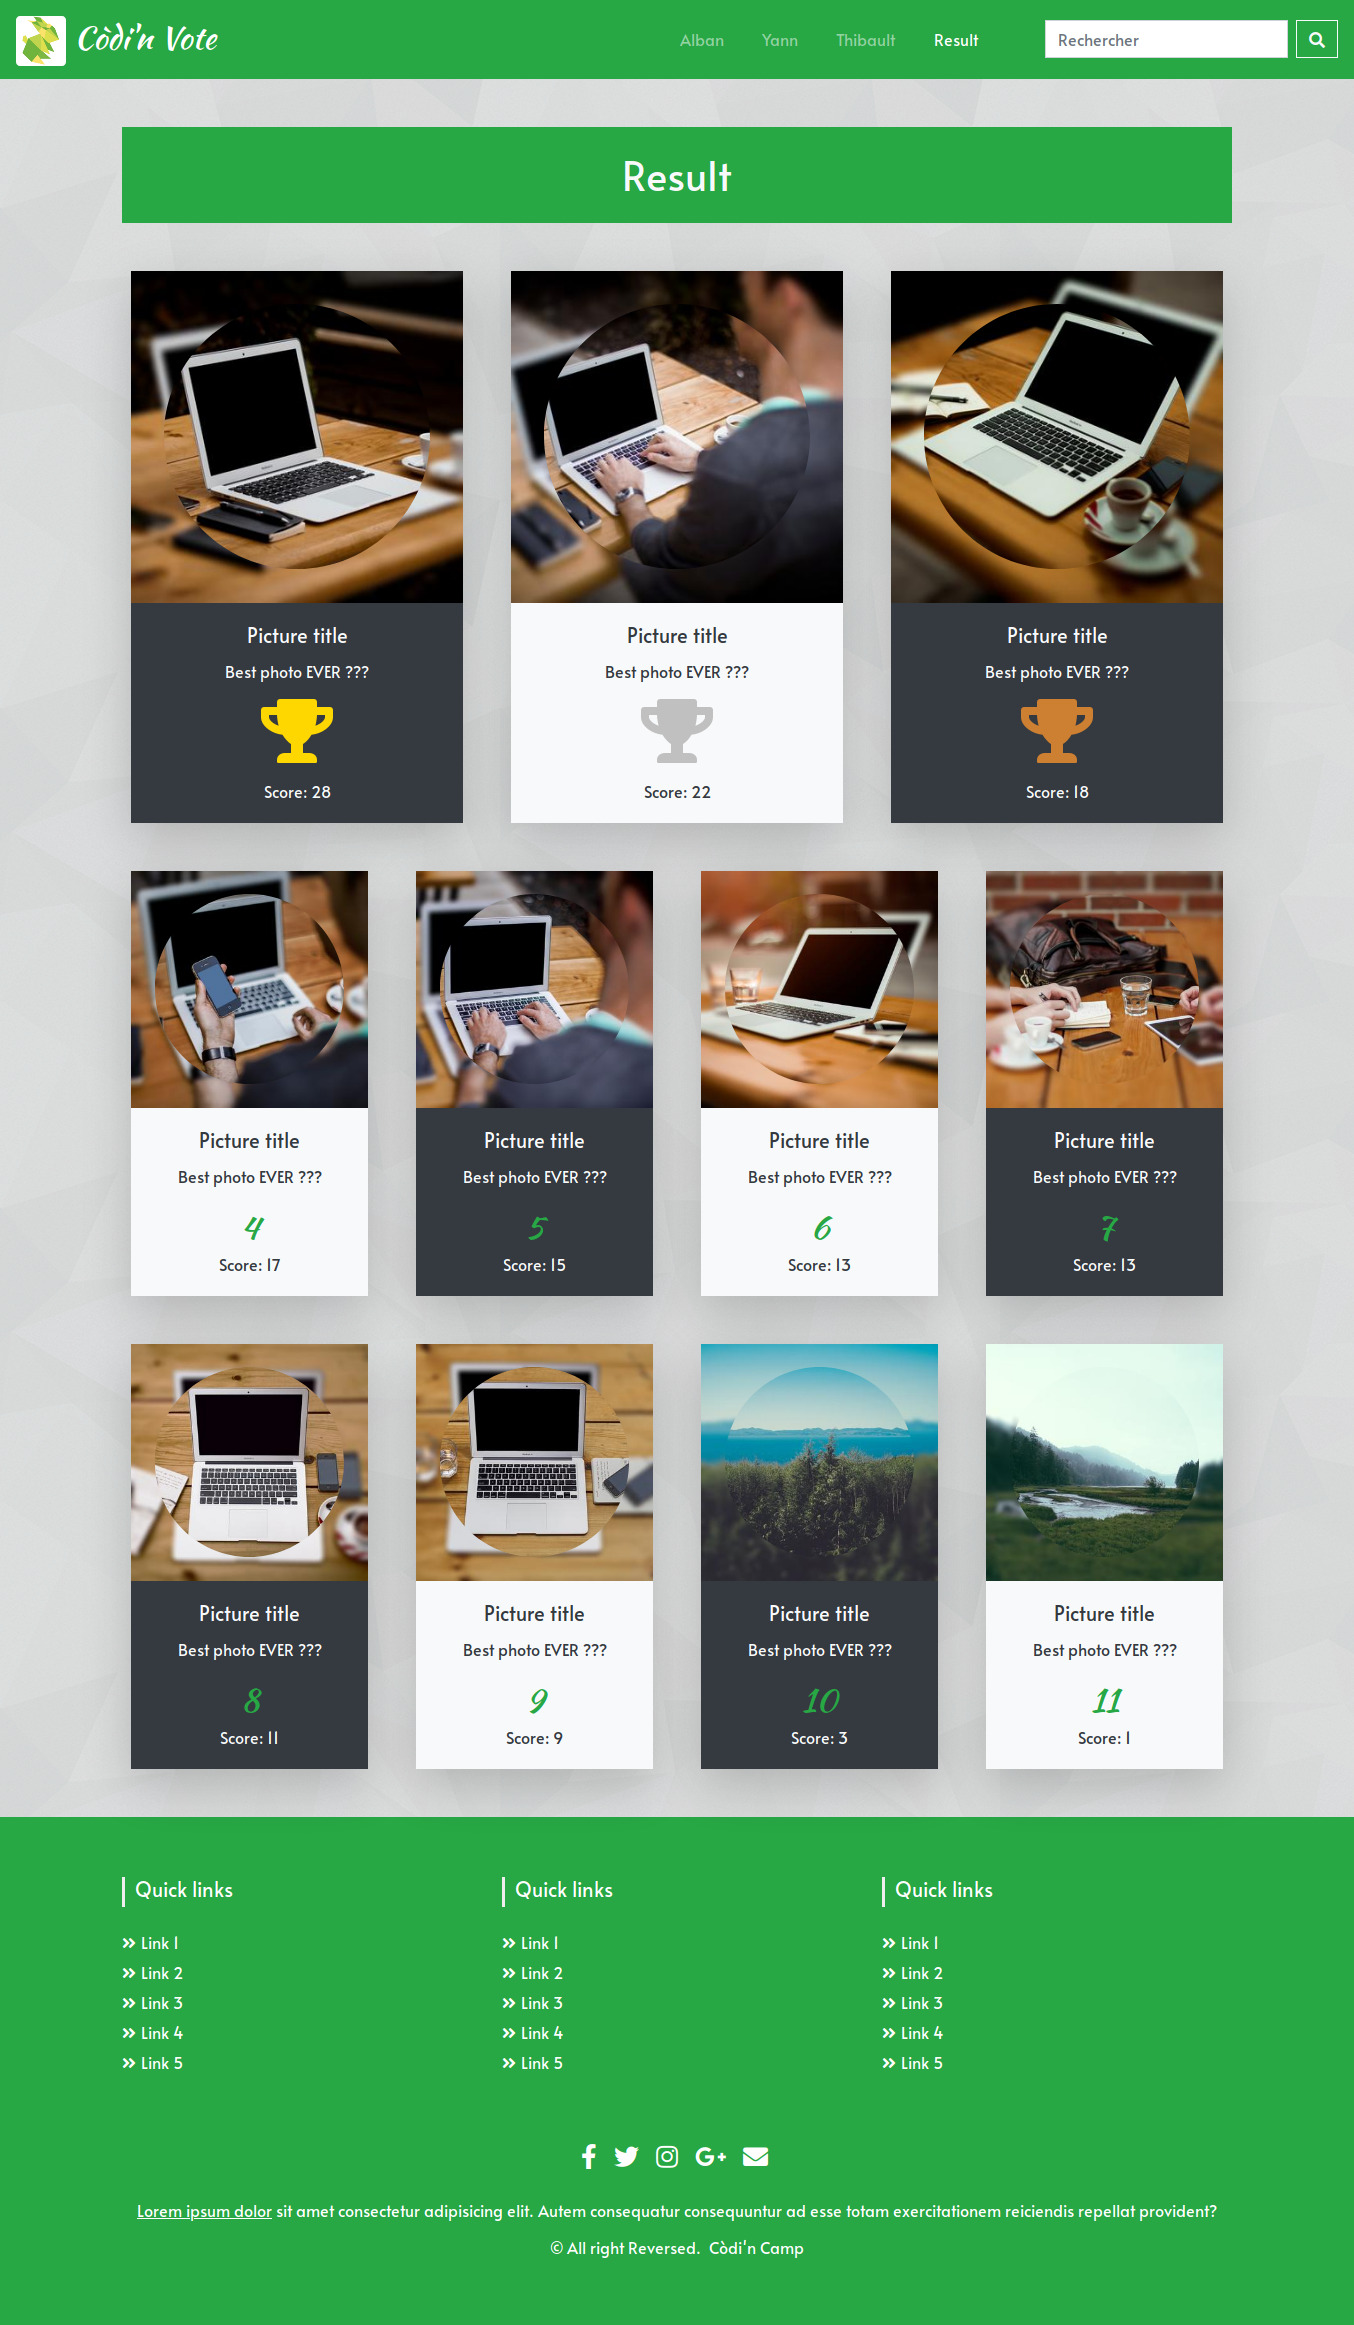 Còdi'n Vote
Alban Yann Thibault Result
Rechercher
Result
Picture title
Best photo EVER ???
Score: 28
Picture title
Best photo EVER ???
Score: 22
Picture title
Best photo EVER ???
Score: 18
Picture title
Best photo EVER ???
4
Score: 17
Picture title
Best photo EVER ???
5
Score: 15
Picture title
Best photo EVER ???
6
Score: 13
Picture title
Best photo EVER ???
7
Score: 13
Picture title
Best photo EVER ???
8
Score: 11
Picture title
Best photo EVER ???
9
Score: 9
Picture title
Best photo EVER ???
10
Score: 3
Picture title
Best photo EVER ???
11
Score: 1
Quick links
» Link 1
» Link 2
» Link 3
» Link 4
» Link 5
Quick links
» Link 1
» Link 2
» Link 3
» Link 4
» Link 5
Quick links
» Link 1
» Link 2
» Link 3
» Link 4
» Link 5
Lorem ipsum dolor sit amet consectetur adipisicing elit. Autem consequatur consequuntur ad esse totam exercitationem reiciendis repellat provident?
© All right Reversed. Còdi'n Camp